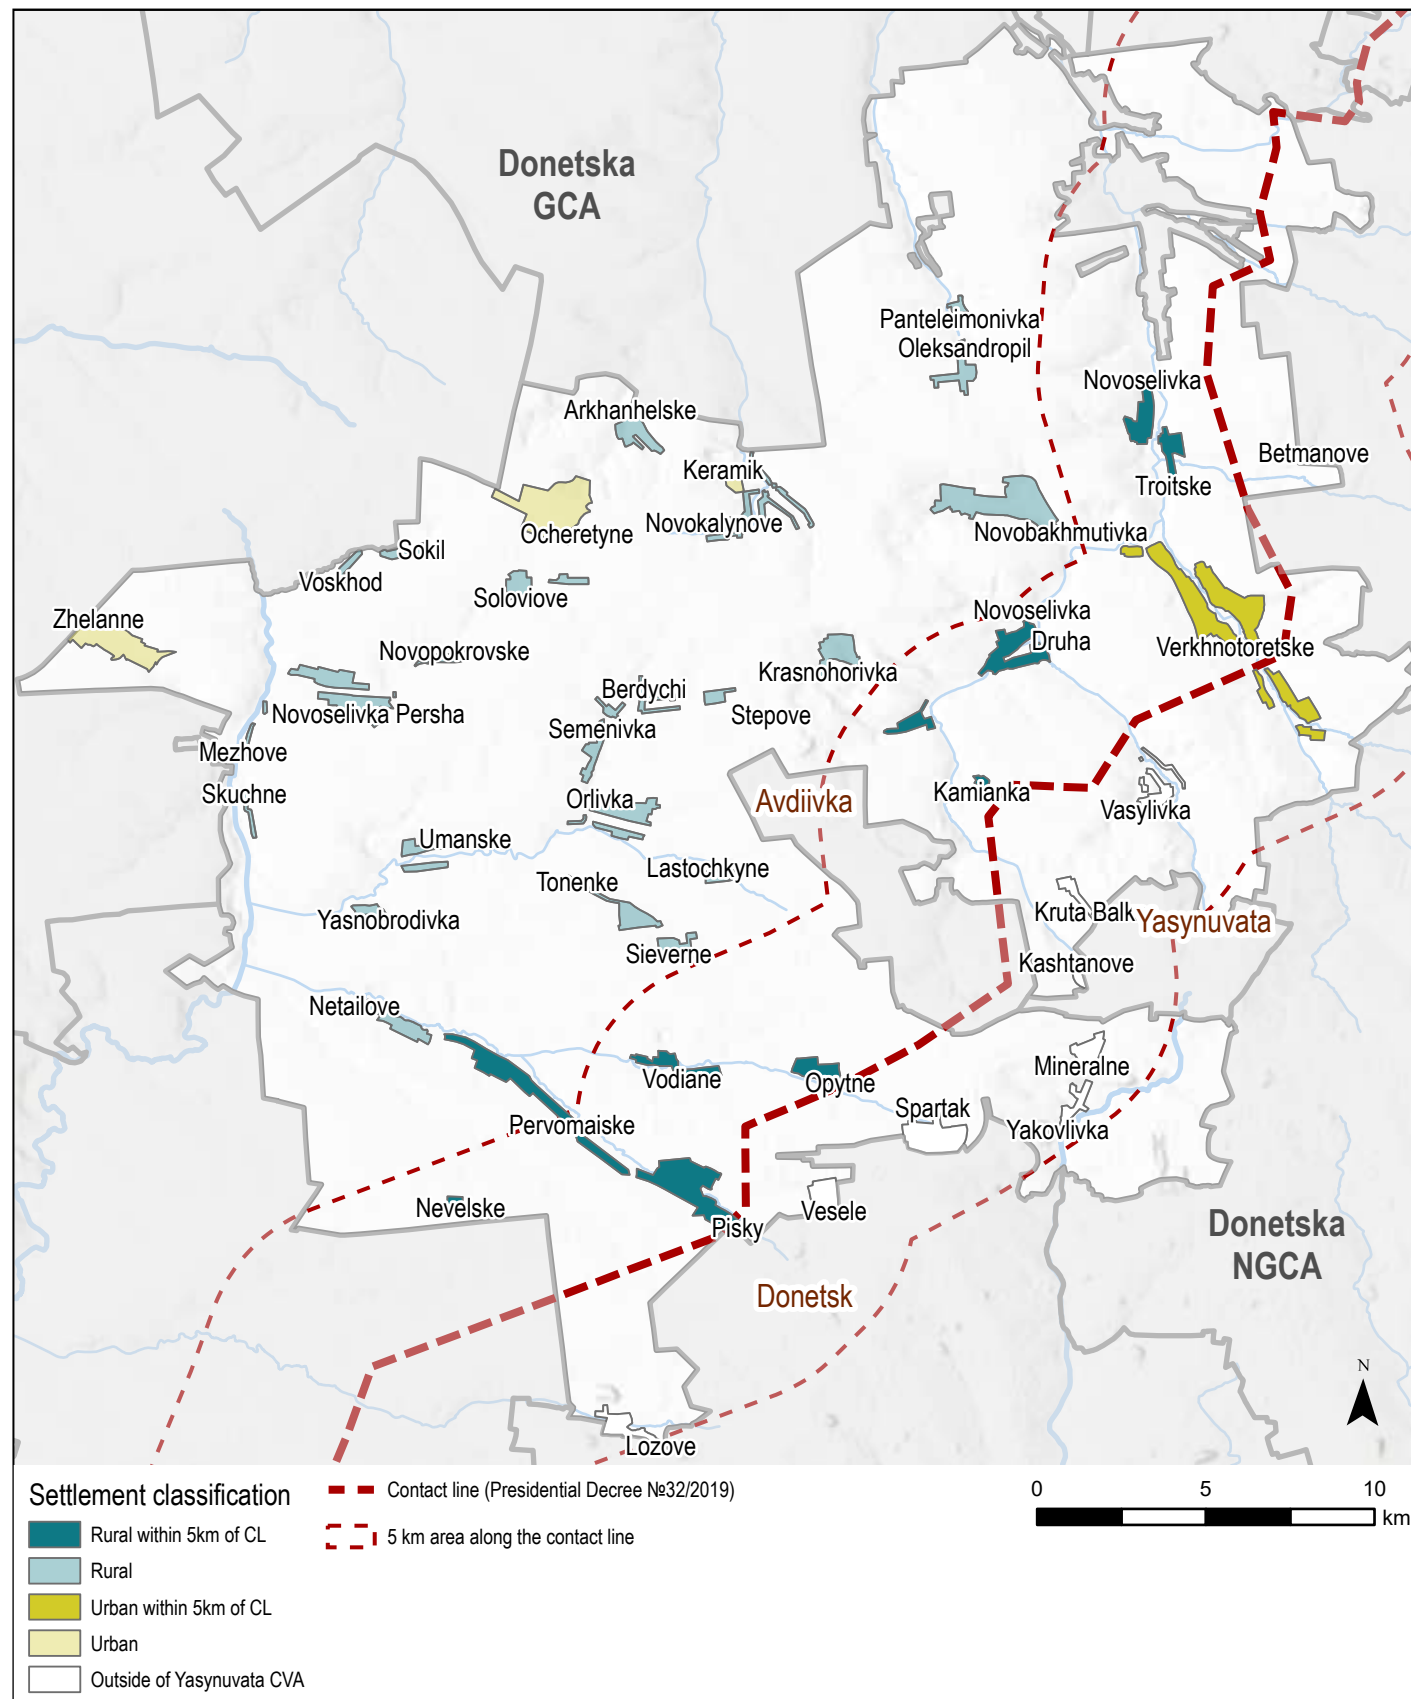 Donetska
GCA
Panteleimonivka
Oleksandropil
Novoselivka
Arkhanhelske
Betmanove
Keramik
Troitske
Novokalynove
Ocheretyne
Novobakhmutivka
Sokil
Voskhod
Soloviove
Zhelanne
Novoselivka
Druha
Verkhnotoretske
Novopokrovske
Krasnohorivka
Berdychi
Novoselivka Persha
Stepove
Semenivka
Mezhove
Skuchne
Orlivka
Avdiivka
Kamianka
Vasylivka
Umanske
Lastochkyne
Tonenke
Yasnobrodivka
Kruta Balk
Yasynuvata
Sieverne
Kashtanove
Netailove
Mineralne
Vodiane
Opytne
Spartak
Pervomaiske
Yakovlivka
Nevelske
Vesele
Pisky
Donetska
NGCA
Donetsk
N
Lozove
Settlement classification
Rural within 5km of CL
Rural
Urban within 5km of CL
Urban
Outside of Yasynuvata CVA
Contact line (Presidential Decree №32/2019)
5 km area along the contact line
0 5 10
km